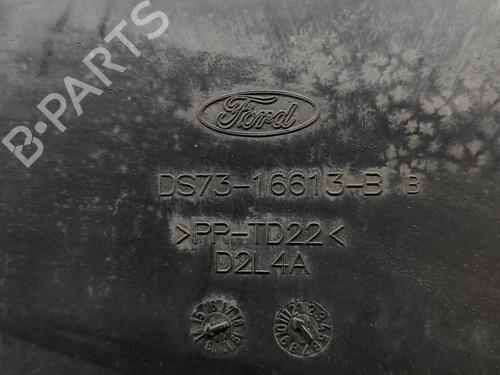 B-PARTS
Ford
DS73-16613-B B
>PP-TD22<
D2L4A